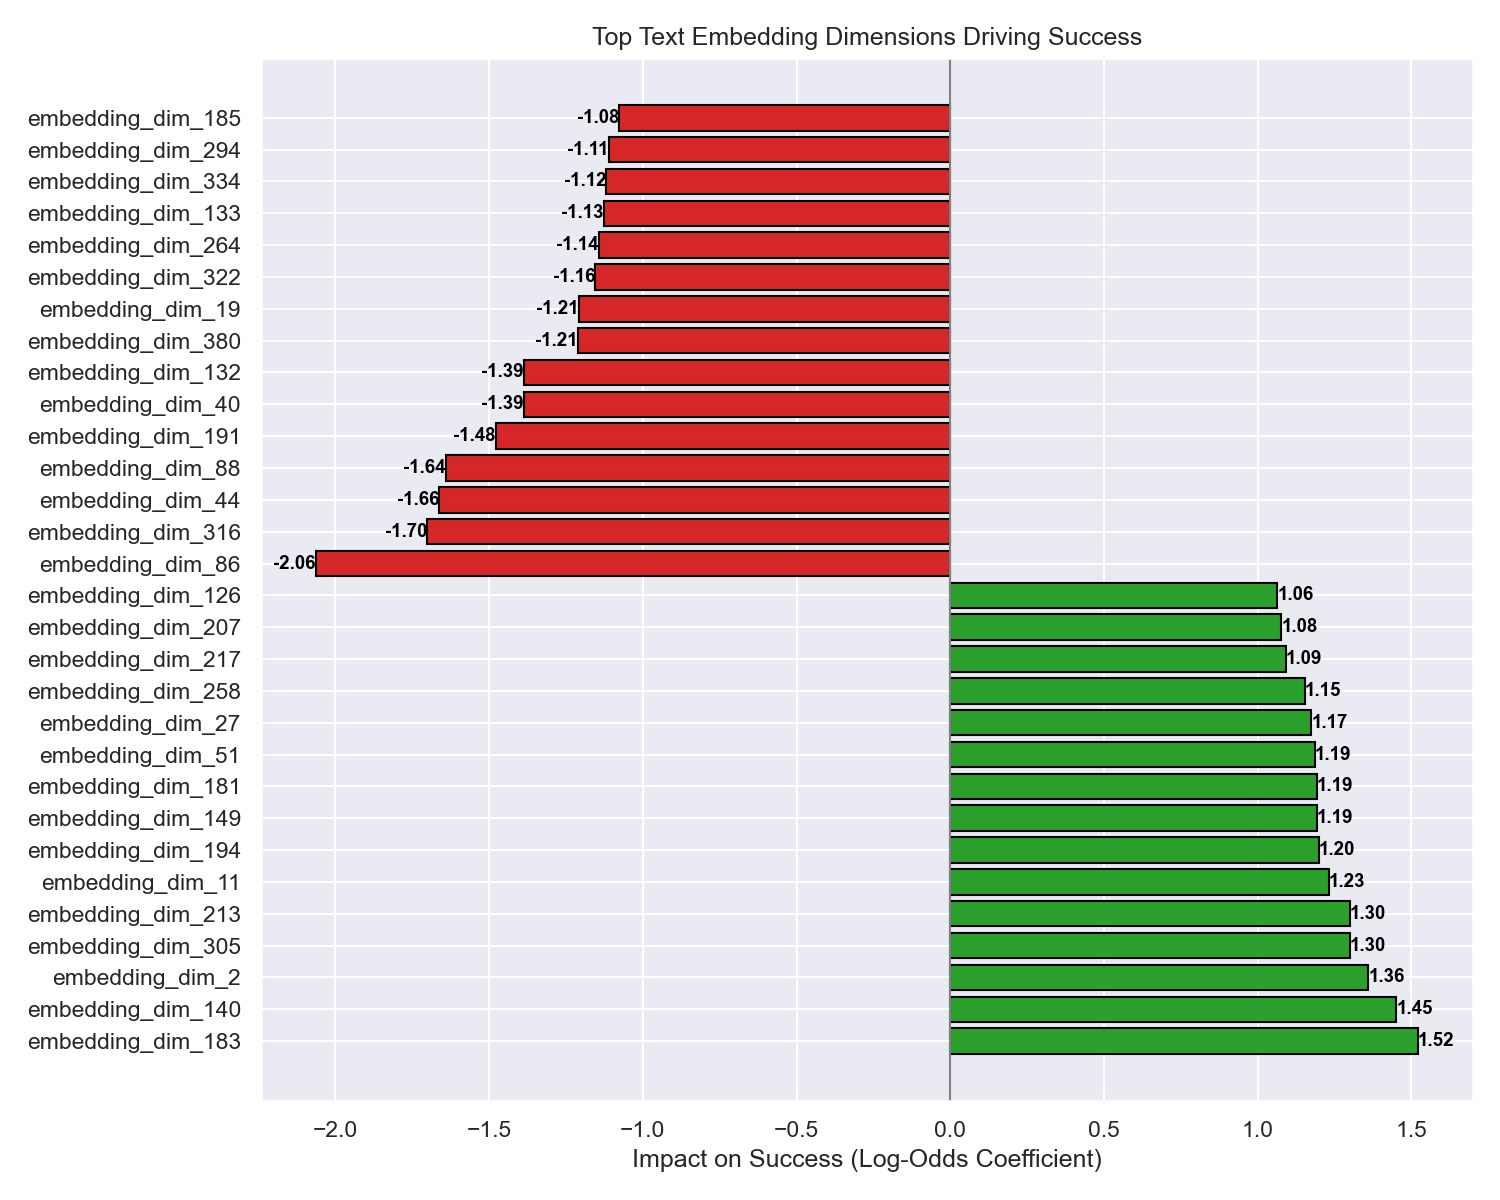 Top Text Embedding Dimensions Driving Success
embedding_dim_185 -1.08
embedding_dim_294 -1.11
embedding_dim_334 -1.12
embedding_dim_133 -1.13
embedding_dim_264 -1.14
embedding_dim_322 -1.16
embedding_dim_19 -1.21
embedding_dim_380 -1.21
embedding_dim_132 -1.39
embedding_dim_40 -1.39
embedding_dim_191 -1.48
embedding_dim_88 -1.64
embedding_dim_44 -1.66
embedding_dim_316 -1.70
embedding_dim_86 -2.06
embedding_dim_126 1.06
embedding_dim_207 1.08
embedding_dim_217 1.09
embedding_dim_258 1.15
embedding_dim_27 1.17
embedding_dim_51 1.19
embedding_dim_181 1.19
embedding_dim_149 1.19
embedding_dim_194 1.20
embedding_dim_11 1.23
embedding_dim_213 1.30
embedding_dim_305 1.30
embedding_dim_2 1.36
embedding_dim_140 1.45
embedding_dim_183 1.52
−2.0 −1.5 −1.0 −0.5 0.0 0.5 1.0 1.5
Impact on Success (Log-Odds Coefficient)